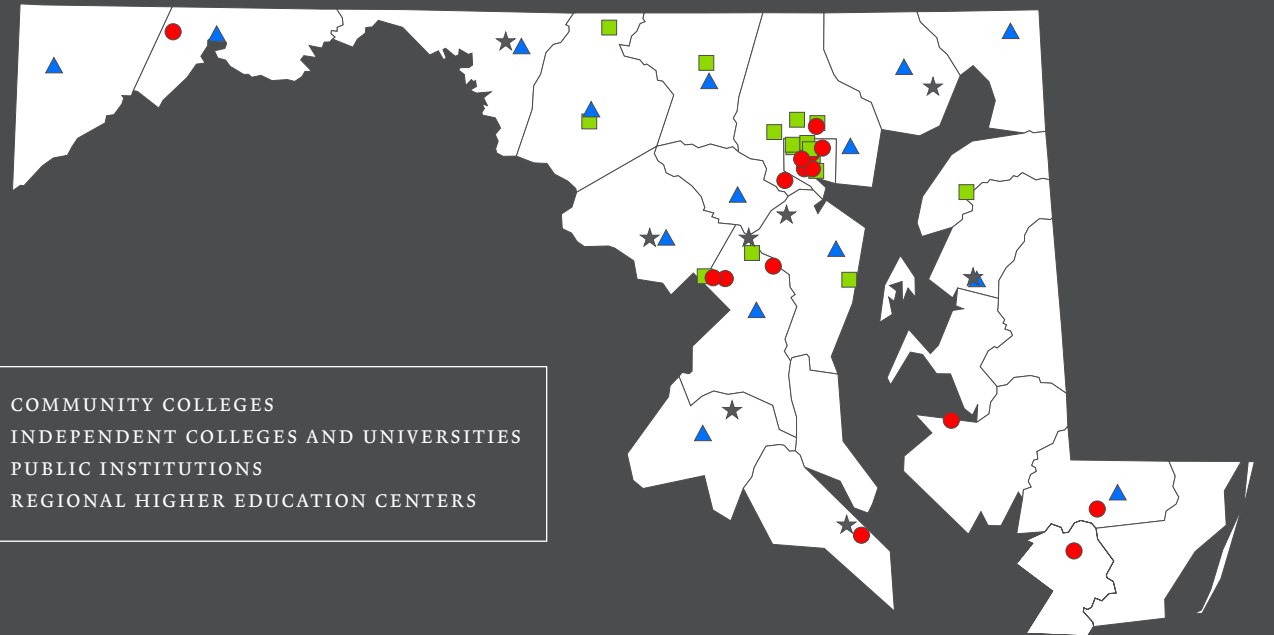 COMMUNITY COLLEGES
INDEPENDENT COLLEGES AND UNIVERSITIES
PUBLIC INSTITUTIONS
REGIONAL HIGHER EDUCATION CENTERS